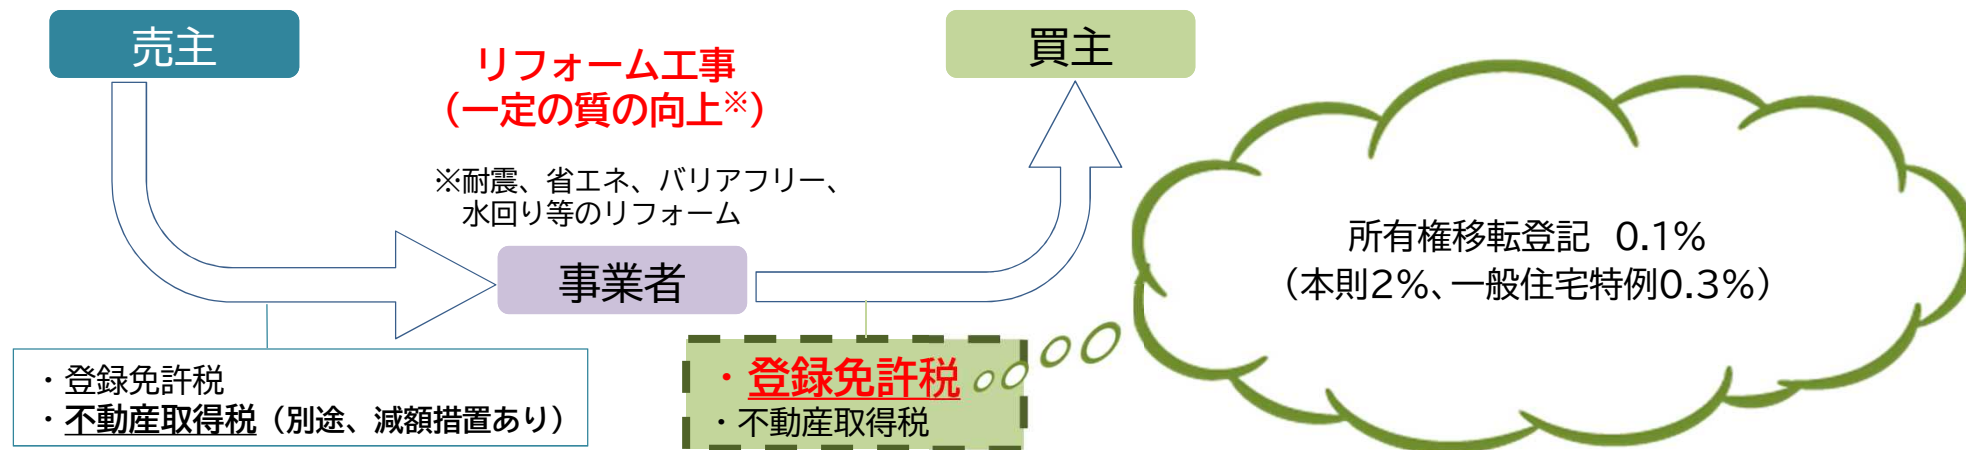 売主
買主
リフォーム工事
（一定の質の向上※）
※耐震、省エネ、バリアフリー、
水回り等のリフォーム
事業者
所有権移転登記 0.1%
（本則2%、一般住宅特例0.3%）
・登録免許税
・不動産取得税（別途、減額措置あり）
・登録免許税
・不動産取得税